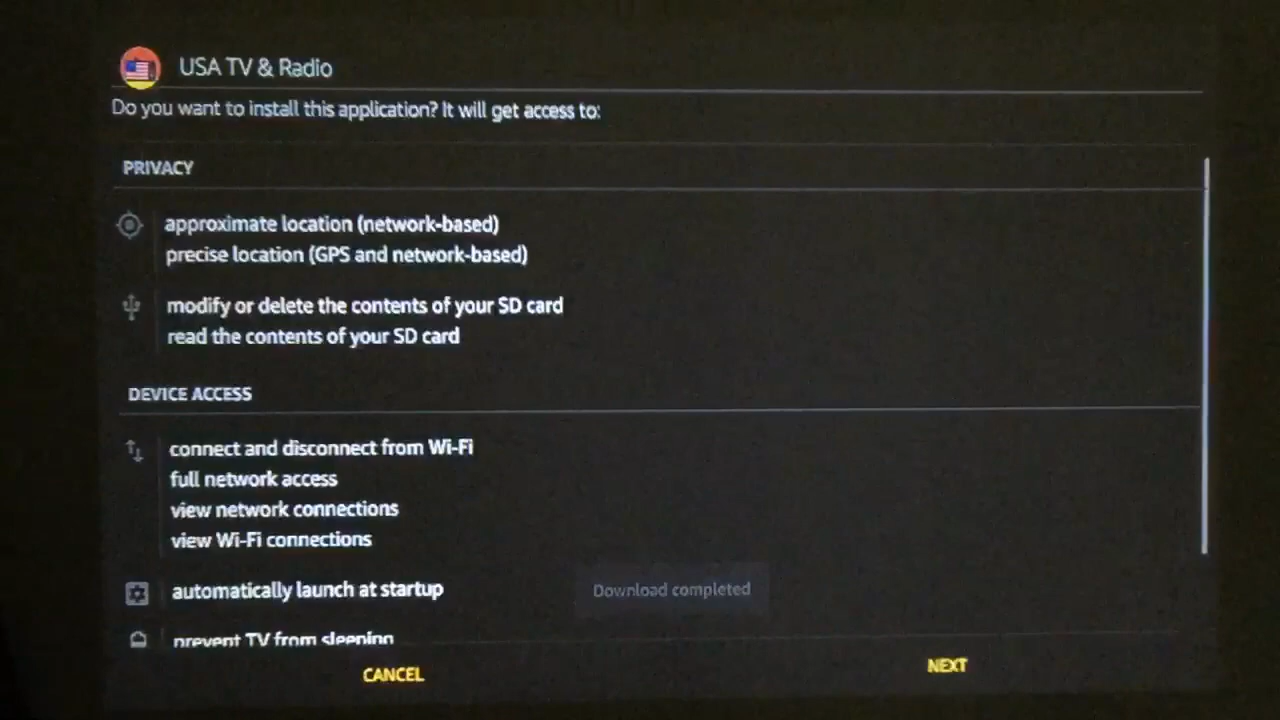 USA TV & Radio
Do you want to install this application? It will get access to:
PRIVACY
approximate location (network-based)
precise location (GPS and network-based)
modify or delete the contents of your SD card
read the contents of your SD card
DEVICE ACCESS
connect and disconnect from Wi-Fi
full network access
view network connections
view Wi-Fi connections
automatically launch at startup
Download completed
prevent TV from sleeping
CANCEL
NEXT